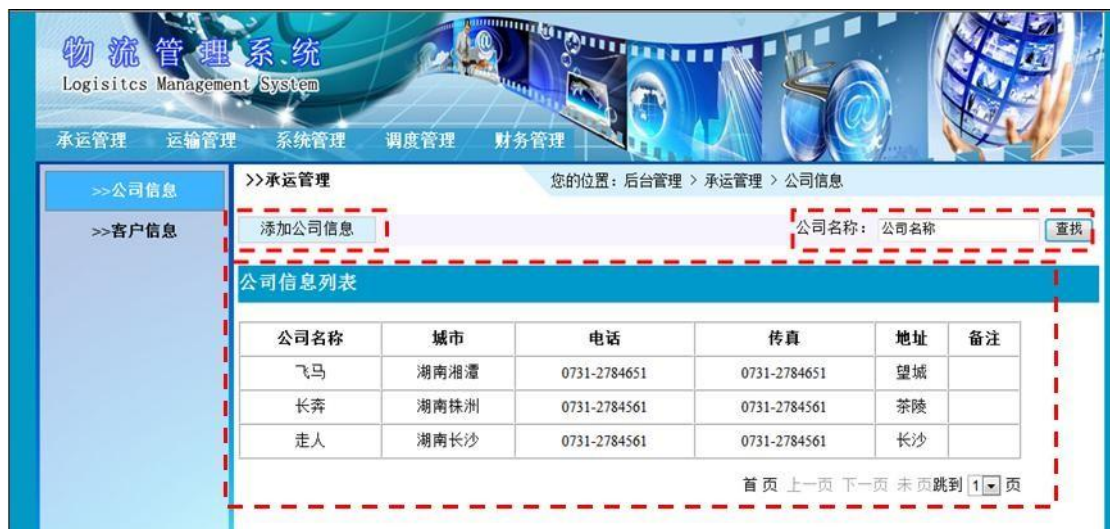 物流管理系统
Logisitcs Management System
承运管理 运输管理 系统管理 调度管理 财务管理
>>公司信息
>>客户信息
>>承运管理 您的位置：后台管理 > 承运管理 > 公司信息
添加公司信息 公司名称： 公司名称 查找
公司信息列表
公司名称 城市 电话 传真 地址 备注
飞马 湖南湘潭 0731-2784651 0731-2784651 望城
长奔 湖南株洲 0731-2784561 0731-2784561 茶陵
走人 湖南长沙 0731-2784561 0731-2784561 长沙
首页 上一页 下一页 未页跳到 1 页